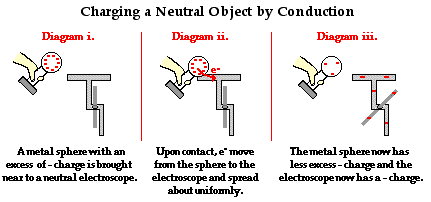 Charging a Neutral Object by Conduction
Diagram i.
Diagram ii.
Diagram iii.
e-
A metal sphere with an
excess of - charge is brought
near to a neutral electroscope.
Upon contact, e- move
from the sphere to the
electroscope and spread
about uniformly.
The metal sphere now has
less excess - charge and the
electroscope now has a - charge.